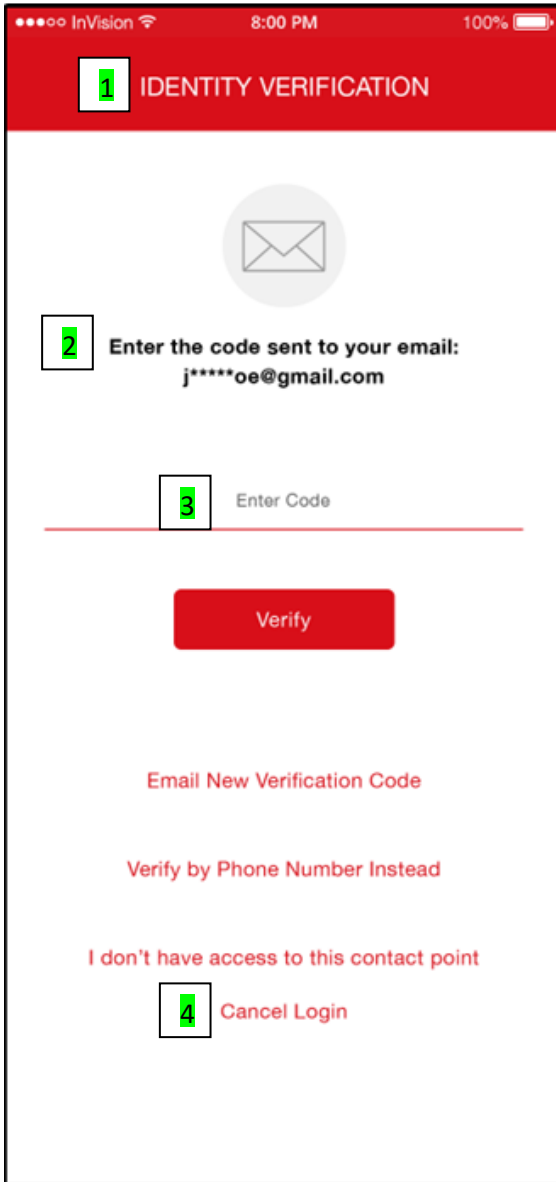 InVision 8:00 PM 100%
1 IDENTITY VERIFICATION
2 Enter the code sent to your email:
j*****oe@gmail.com
3 Enter Code
Verify
Email New Verification Code
Verify by Phone Number Instead
I don't have access to this contact point
4 Cancel Login